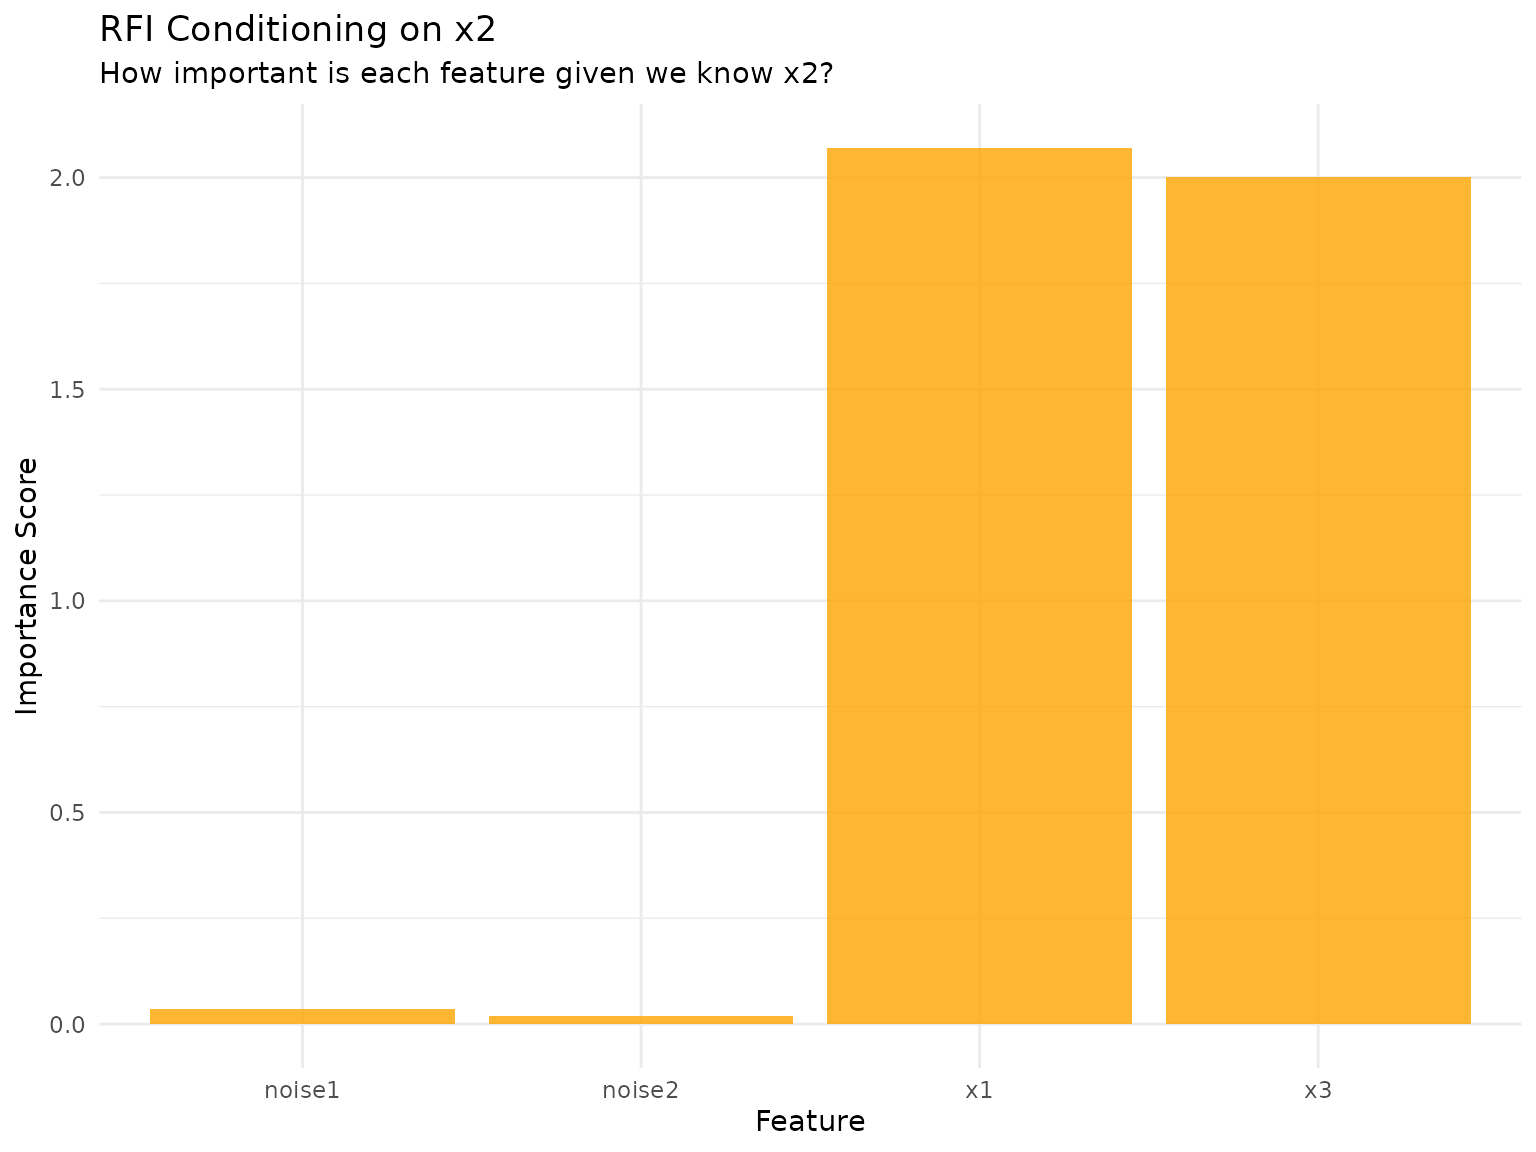 RFI Conditioning on x2
How important is each feature given we know x2?
Importance Score
2.0
1.5
1.0
0.5
0.0
noise1
noise2
x1
x3
Feature